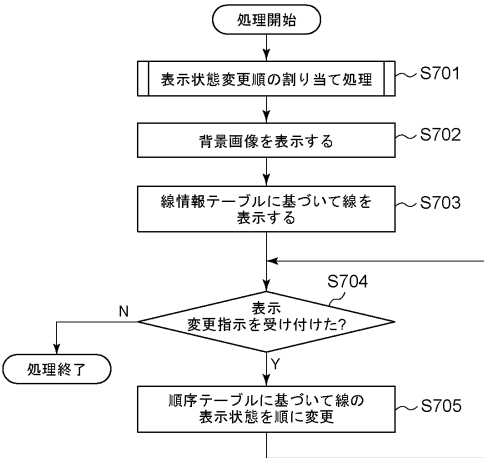 処理開始
表示状態変更順の割り当て処理
S701
背景画像を表示する
S702
線情報テーブルに基づいて線を
表示する
S703
S704
表示
変更指示を受け付けた?
N
Y
処理終了
順序テーブルに基づいて線の
表示状態を順に変更
S705